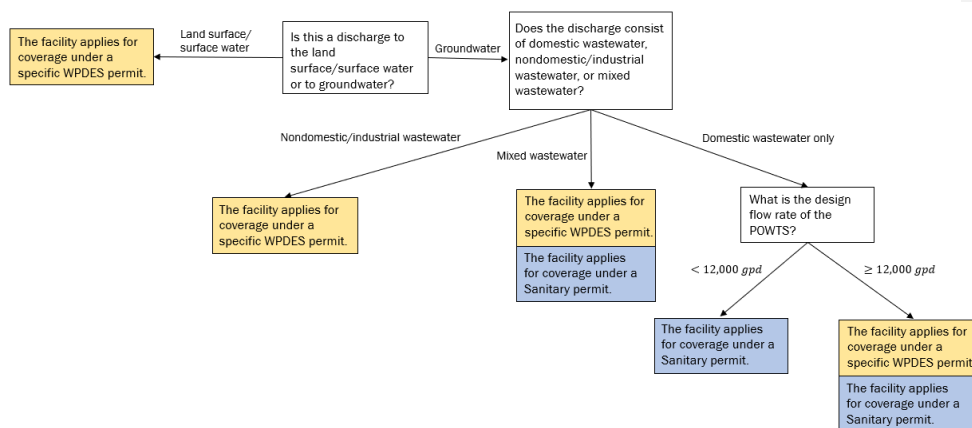 The facility applies for
coverage under a
specific WPDES permit.
Land surface/
surface water
Is this a discharge to
the land
surface/surface water
or to groundwater?
Groundwater
Does the discharge consist
of domestic wastewater,
nondomestic/industrial
wastewater, or mixed
wastewater?
Nondomestic/industrial wastewater
Mixed wastewater
Domestic wastewater only
The facility applies for
coverage under a
specific WPDES permit.
The facility applies for
coverage under a
specific WPDES permit.
The facility applies
for coverage under a
Sanitary permit.
What is the design
flow rate of the
POWTS?
< 12,000 gpd
≥ 12,000 gpd
The facility applies
for coverage under a
Sanitary permit.
The facility applies for
coverage under a
specific WPDES permit
The facility applies
for coverage under a
Sanitary permit.